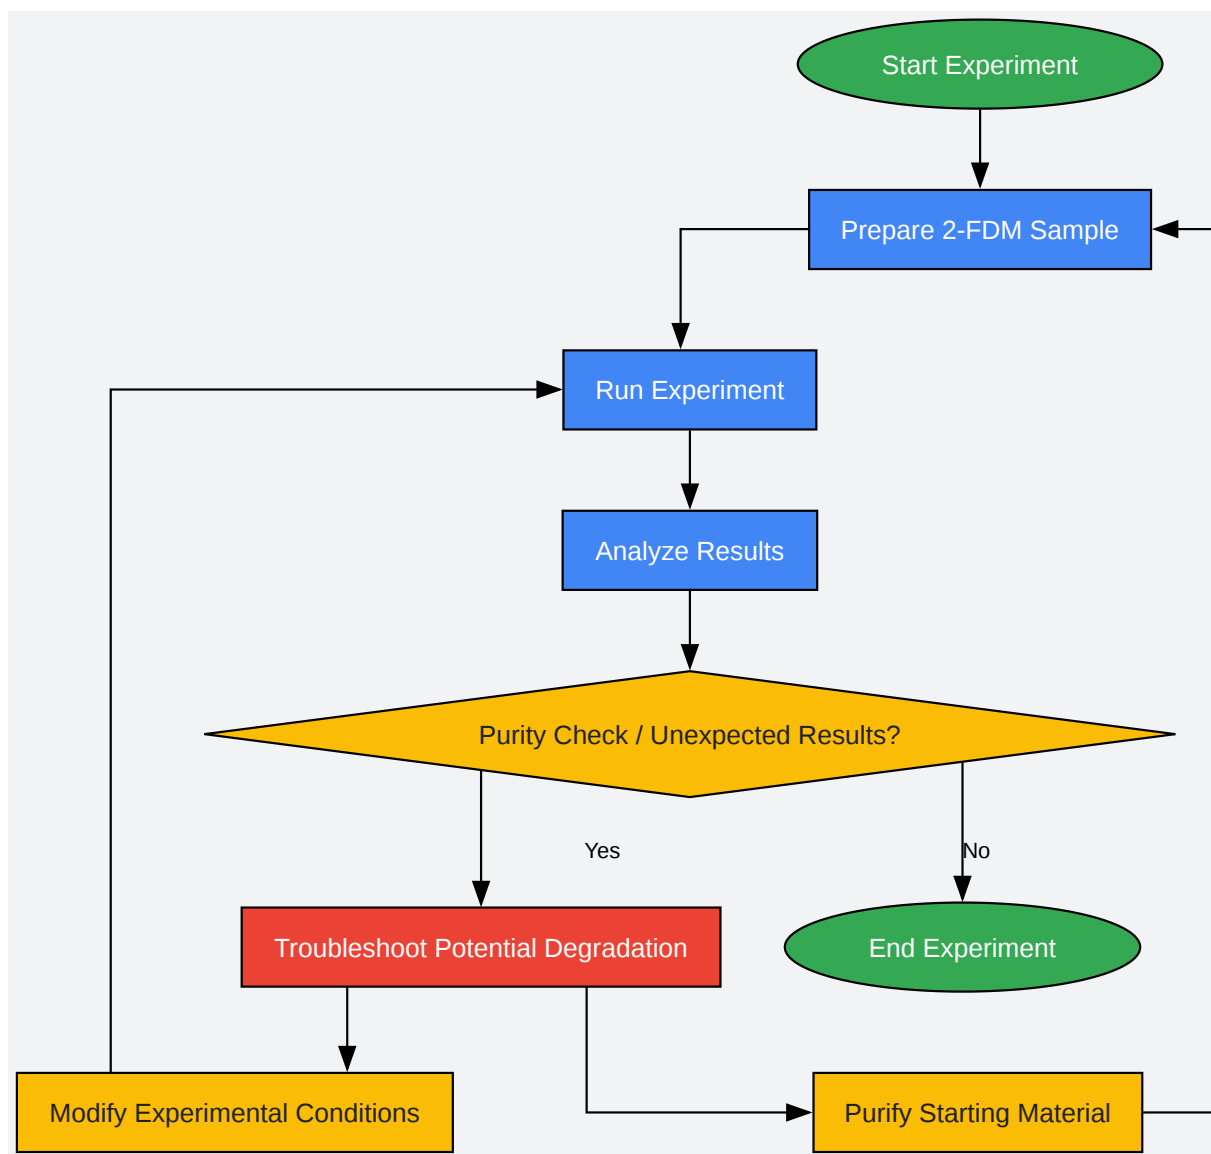 Start Experiment
Prepare 2-FDM Sample
Run Experiment
Analyze Results
Purity Check / Unexpected Results?
Yes
No
Troubleshoot Potential Degradation
End Experiment
Modify Experimental Conditions
Purify Starting Material